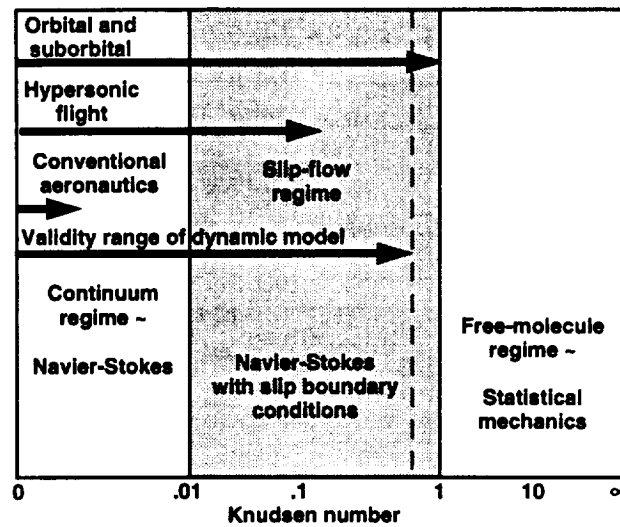 Orbital and
suborbital
Hypersonic
flight
Conventional
aeronautics
Slip-flow
regime
Validity range of dynamic model
Continuum
regime ~
Navier-Stokes
Navier-Stokes
with slip boundary
conditions
Free-molecule
regime ~
Statistical
mechanics
0 .01 .1 1 10 ∞
Knudsen number